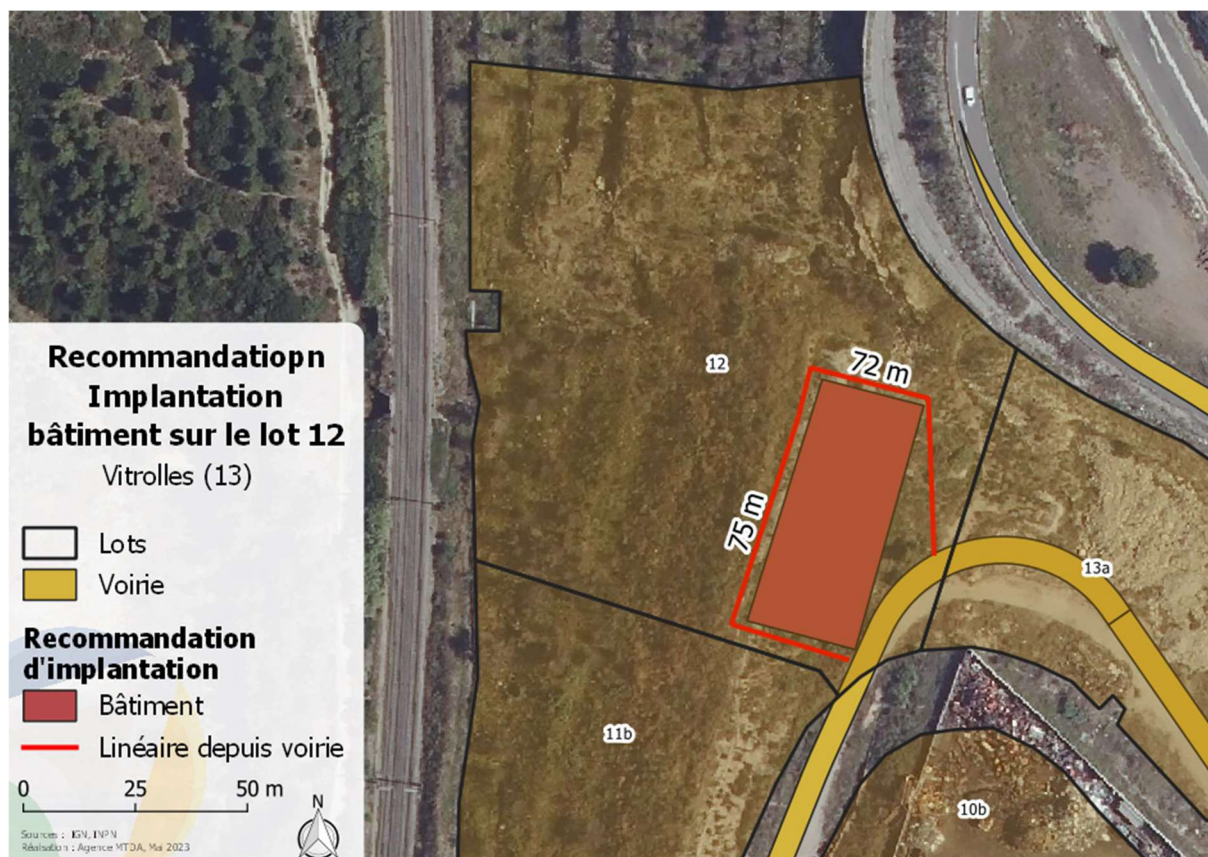 Recommandatiopn
Implantation
bâtiment sur le lot 12
Vitrolles (13)
Lots
Voirie
Recommandation
d'implantation
Bâtiment
Linéaire depuis voirie
0 25 50 m
N
Sources : IGN, INPN
Réalisation : Agence MTDA, Mai 2023
12
72 m
75 m
13a
11b
10b